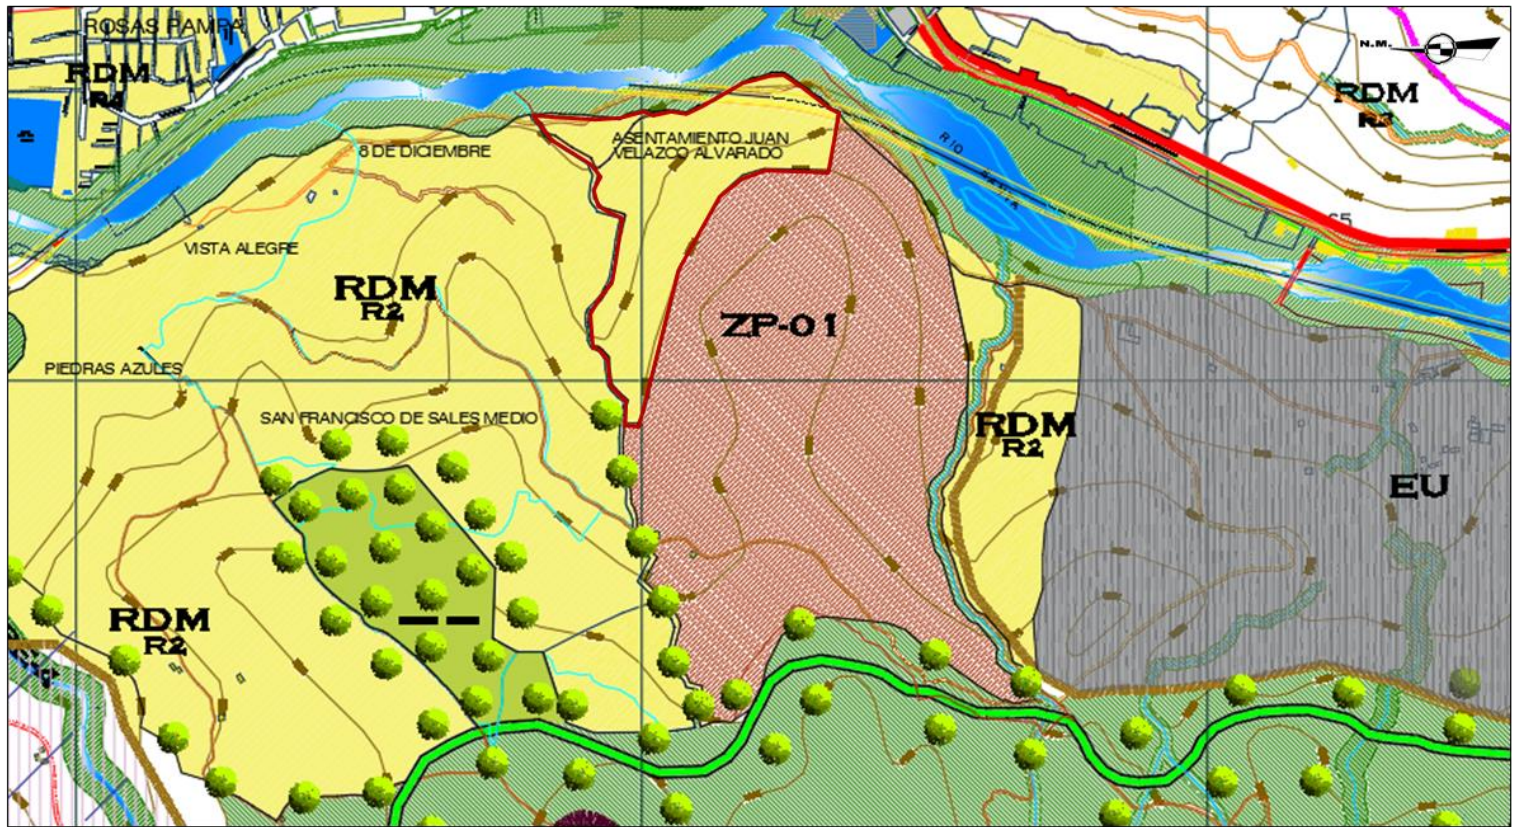 ROSAS PAMPA
RDM
R4
N.M.
RDM
ASENTAMIENTO JUAN
VELAZCO ALVARADO
8 DE DICIEMBRE
RIO
SANTA
VISTA ALEGRE
RDM
R2
ZP-01
PIEDRAS AZULES
SAN FRANCISCO DE SALES MEDIO
RDM
R2
EU
RDM
R2